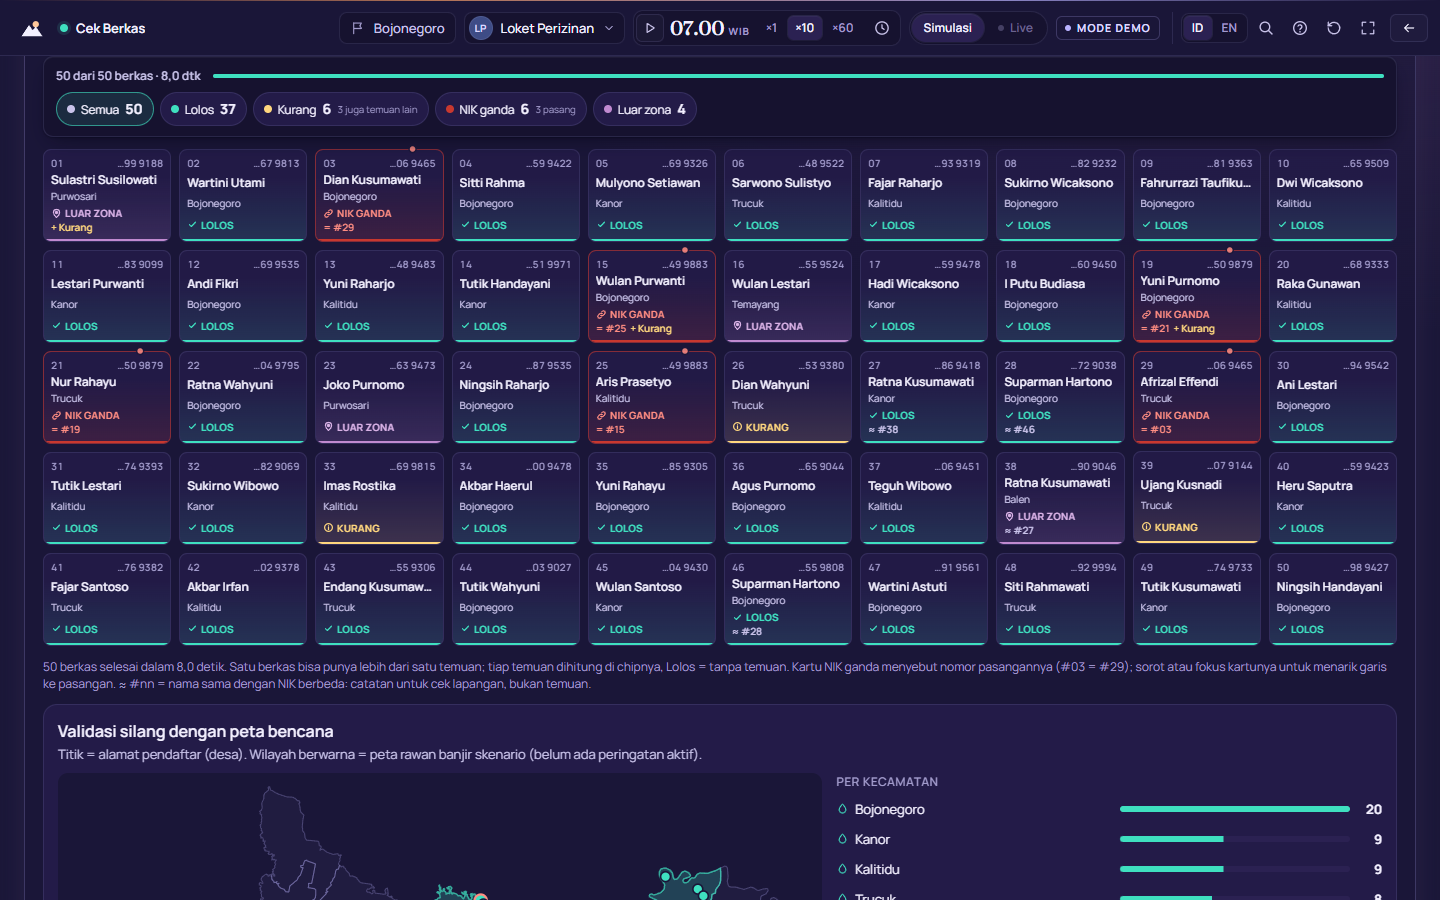 Cek Berkas
Bojonegoro
LP Loket Perizinan
07.00 WIB ×1 ×10 ×60
Simulasi Live
MODE DEMO
ID EN
50 dari 50 berkas · 8,0 dtk
Semua 50 Lolos 37 Kurang 6 3 juga temuan lain NIK ganda 6 3 pasang Luar zona 4
01 ...99 9188
Sulastri Susilowati
Purwosari
LUAR ZONA
+ Kurang
02 ...67 9813
Wartini Utami
Bojonegoro
LOLOS
03 ...06 9465
Dian Kusumawati
Bojonegoro
NIK GANDA
= #29
04 ...59 9422
Sitti Rahma
Bojonegoro
LOLOS
05 ...69 9326
Mulyono Setiawan
Kanor
LOLOS
06 ...48 9522
Sarwono Sulistyo
Trucuk
LOLOS
07 ...93 9319
Fajar Raharjo
Kalitidu
LOLOS
08 ...82 9232
Sukirno Wicaksono
Bojonegoro
LOLOS
09 ...81 9363
Fahrurrazi Taufiku...
Bojonegoro
LOLOS
10 ...65 9509
Dwi Wicaksono
Kalitidu
LOLOS
11 ...83 9099
Lestari Purwanti
Kanor
LOLOS
12 ...69 9535
Andi Fikri
Bojonegoro
LOLOS
13 ...48 9483
Yuni Raharjo
Kalitidu
LOLOS
14 ...51 9971
Tutik Handayani
Kanor
LOLOS
15 ...49 9883
Wulan Purwanti
Bojonegoro
NIK GANDA
= #25 + Kurang
16 ...55 9524
Wulan Lestari
Temayang
LUAR ZONA
17 ...59 9478
Hadi Wicaksono
Kanor
LOLOS
18 ...60 9450
I Putu Budiasa
Bojonegoro
LOLOS
19 ...50 9879
Yuni Purnomo
Bojonegoro
NIK GANDA
= #21 + Kurang
20 ...68 9333
Raka Gunawan
Kalitidu
LOLOS
21 ...50 9879
Nur Rahayu
Trucuk
NIK GANDA
= #19
22 ...04 9795
Ratna Wahyuni
Bojonegoro
LOLOS
23 ...63 9473
Joko Purnomo
Purwosari
LUAR ZONA
24 ...87 9535
Ningsih Raharjo
Bojonegoro
LOLOS
25 ...49 9883
Aris Prasetyo
Kalitidu
NIK GANDA
= #15
26 ...53 9380
Dian Wahyuni
Trucuk
KURANG
27 ...86 9418
Ratna Kusumawati
Kanor
LOLOS
≈ #38
28 ...72 9038
Suparman Hartono
Bojonegoro
LOLOS
≈ #46
29 ...06 9465
Afrizal Effendi
Trucuk
NIK GANDA
= #03
30 ...94 9542
Ani Lestari
Bojonegoro
LOLOS
31 ...74 9393
Tutik Lestari
Kalitidu
LOLOS
32 ...82 9069
Sukirno Wibowo
Kanor
LOLOS
33 ...69 9815
Imas Rostika
Kalitidu
KURANG
34 ...00 9478
Akbar Haerul
Bojonegoro
LOLOS
35 ...85 9305
Yuni Rahayu
Bojonegoro
LOLOS
36 ...65 9044
Agus Purnomo
Bojonegoro
LOLOS
37 ...06 9451
Teguh Wibowo
Kalitidu
LOLOS
38 ...90 9046
Ratna Kusumawati
Balen
LUAR ZONA
≈ #27
39 ...07 9144
Ujang Kusnadi
Trucuk
KURANG
40 ...59 9423
Heru Saputra
Kanor
LOLOS
41 ...76 9382
Fajar Santoso
Trucuk
LOLOS
42 ...02 9378
Akbar Irfan
Kalitidu
LOLOS
43 ...55 9306
Endang Kusumaw...
Trucuk
LOLOS
44 ...03 9027
Tutik Wahyuni
Bojonegoro
LOLOS
45 ...04 9430
Wulan Santoso
Kanor
LOLOS
46 ...55 9808
Suparman Hartono
Bojonegoro
LOLOS
≈ #28
47 ...91 9561
Wartini Astuti
Bojonegoro
LOLOS
48 ...92 9994
Siti Rahmawati
Trucuk
LOLOS
49 ...74 9733
Tutik Kusumawati
Kanor
LOLOS
50 ...98 9427
Ningsih Handayani
Bojonegoro
LOLOS
50 berkas selesai dalam 8,0 detik. Satu berkas bisa punya lebih dari satu temuan; tiap temuan dihitung di chipnya, Lolos = tanpa temuan. Kartu NIK ganda menyebut nomor pasangannya (#03 = #29); sorot atau fokus kartunya untuk menarik garis
ke pasangan. ≈ #nn = nama sama dengan NIK berbeda: catatan untuk cek lapangan, bukan temuan.
Validasi silang dengan peta bencana
Titik = alamat pendaftar (desa). Wilayah berwarna = peta rawan banjir skenario (belum ada peringatan aktif).
PER KECAMATAN
Bojonegoro 20
Kanor 9
Kalitidu 9
Trucuk 8